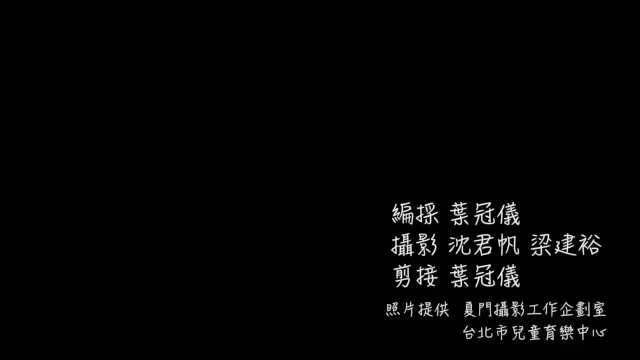 編採 葉冠儀
攝影 沈君帆 梁建裕
剪接 葉冠儀
照片提供 夏門攝影工作企劃室
台北市兒童育樂中心